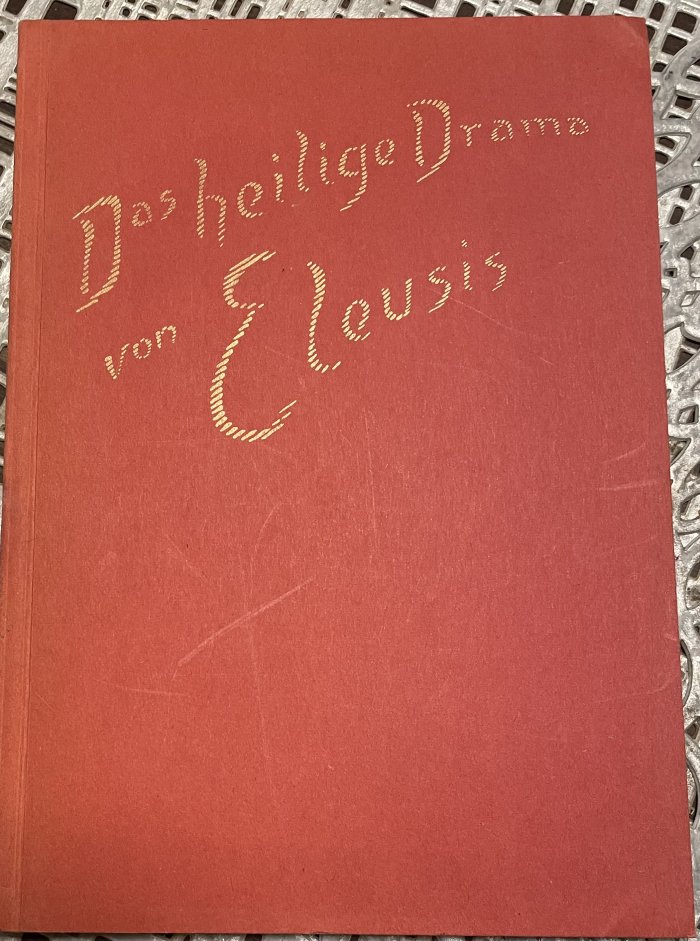 Das heilige Drama
von Eleusis